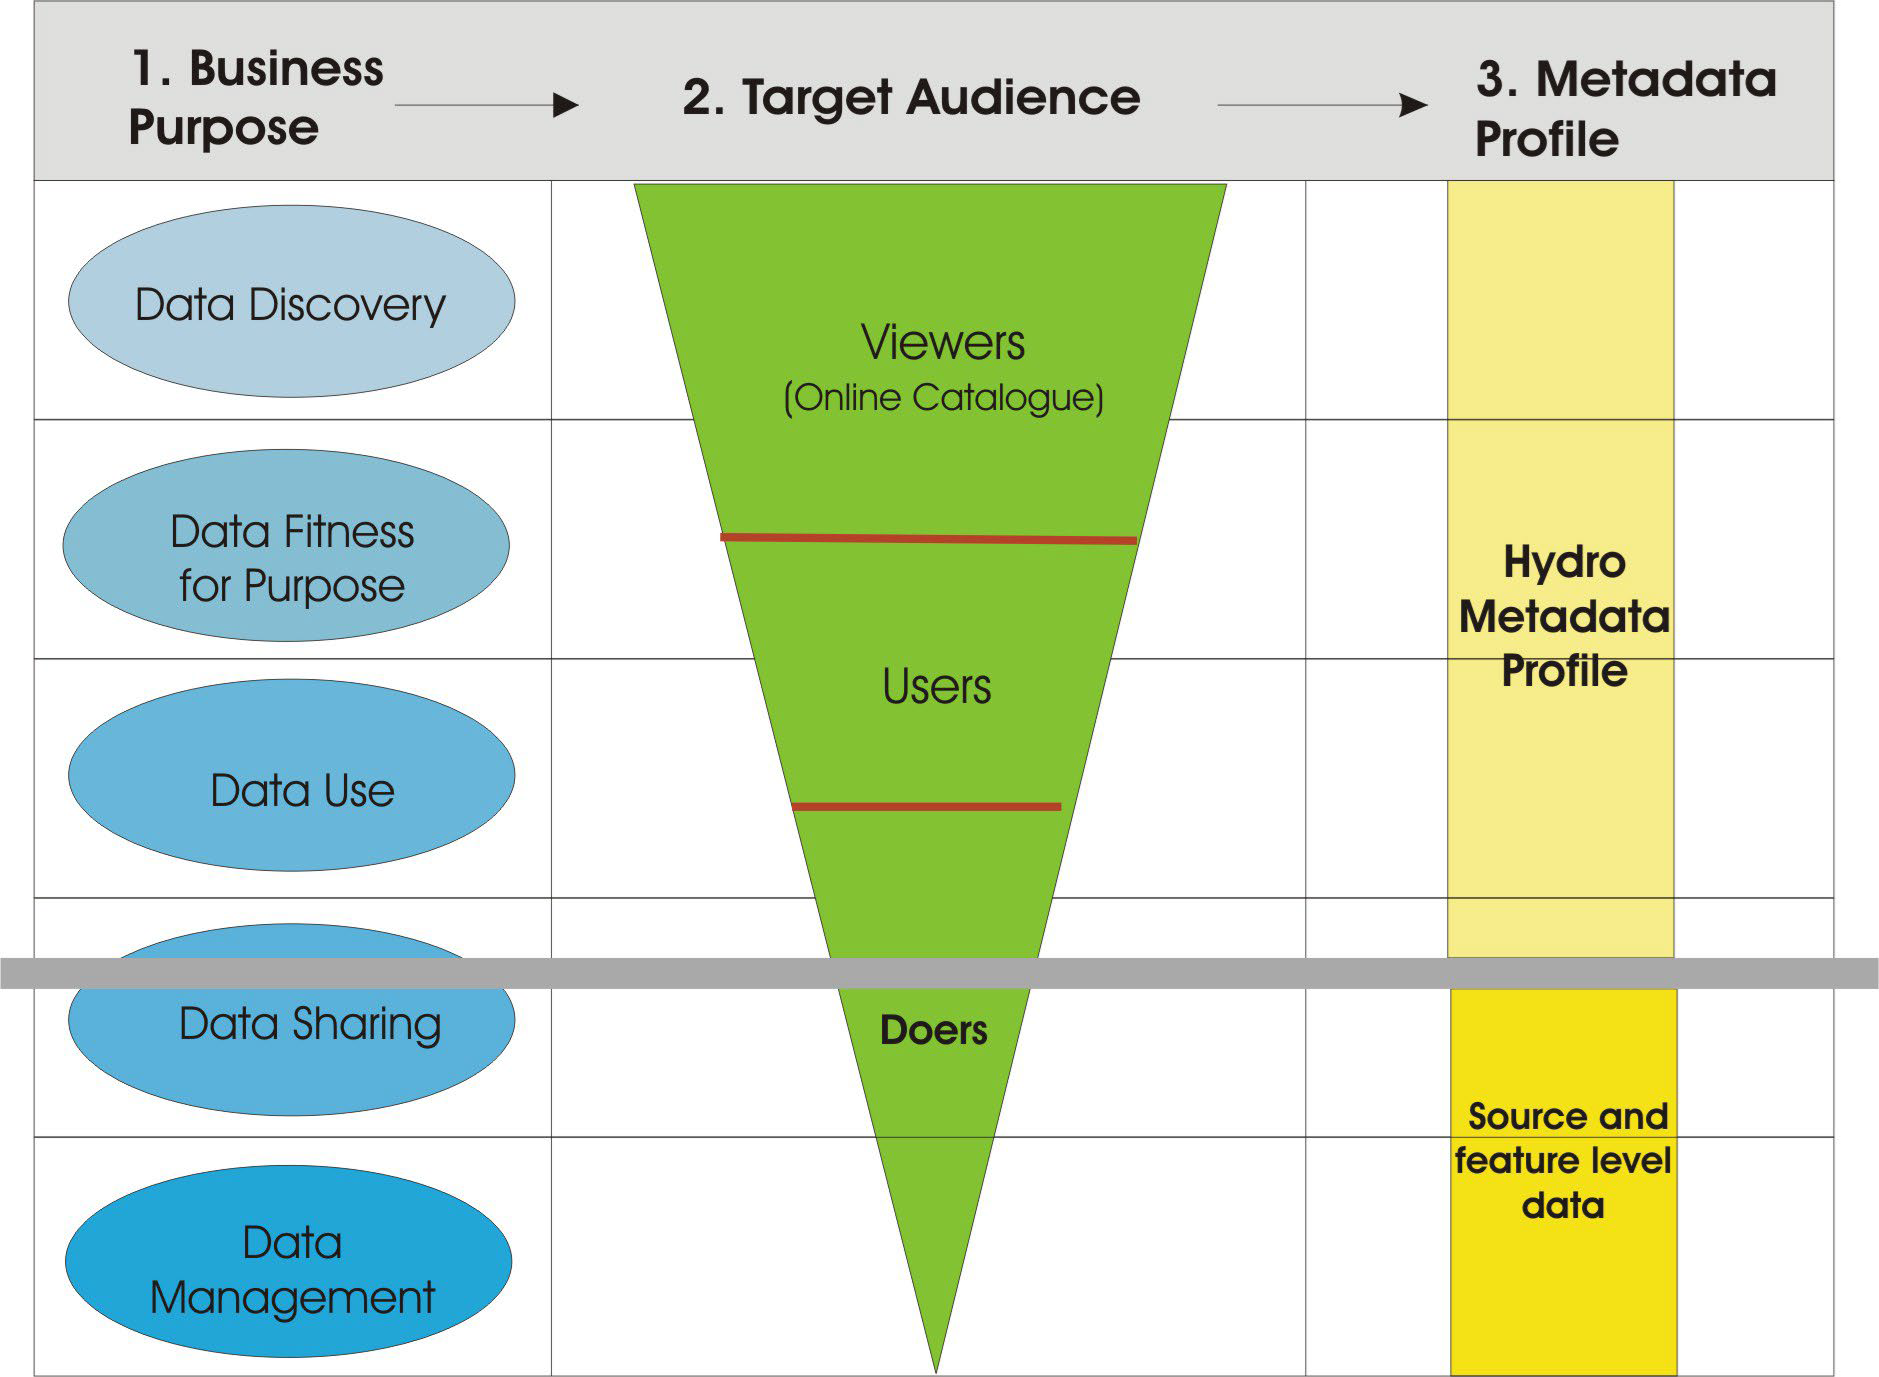 1. Business
Purpose
2. Target Audience
3. Metadata
Profile
Data Discovery
Viewers
(Online Catalogue)
Data Fitness
for Purpose
Hydro
Metadata
Profile
Users
Data Use
Data Sharing
Doers
Source and
feature level
data
Data
Management